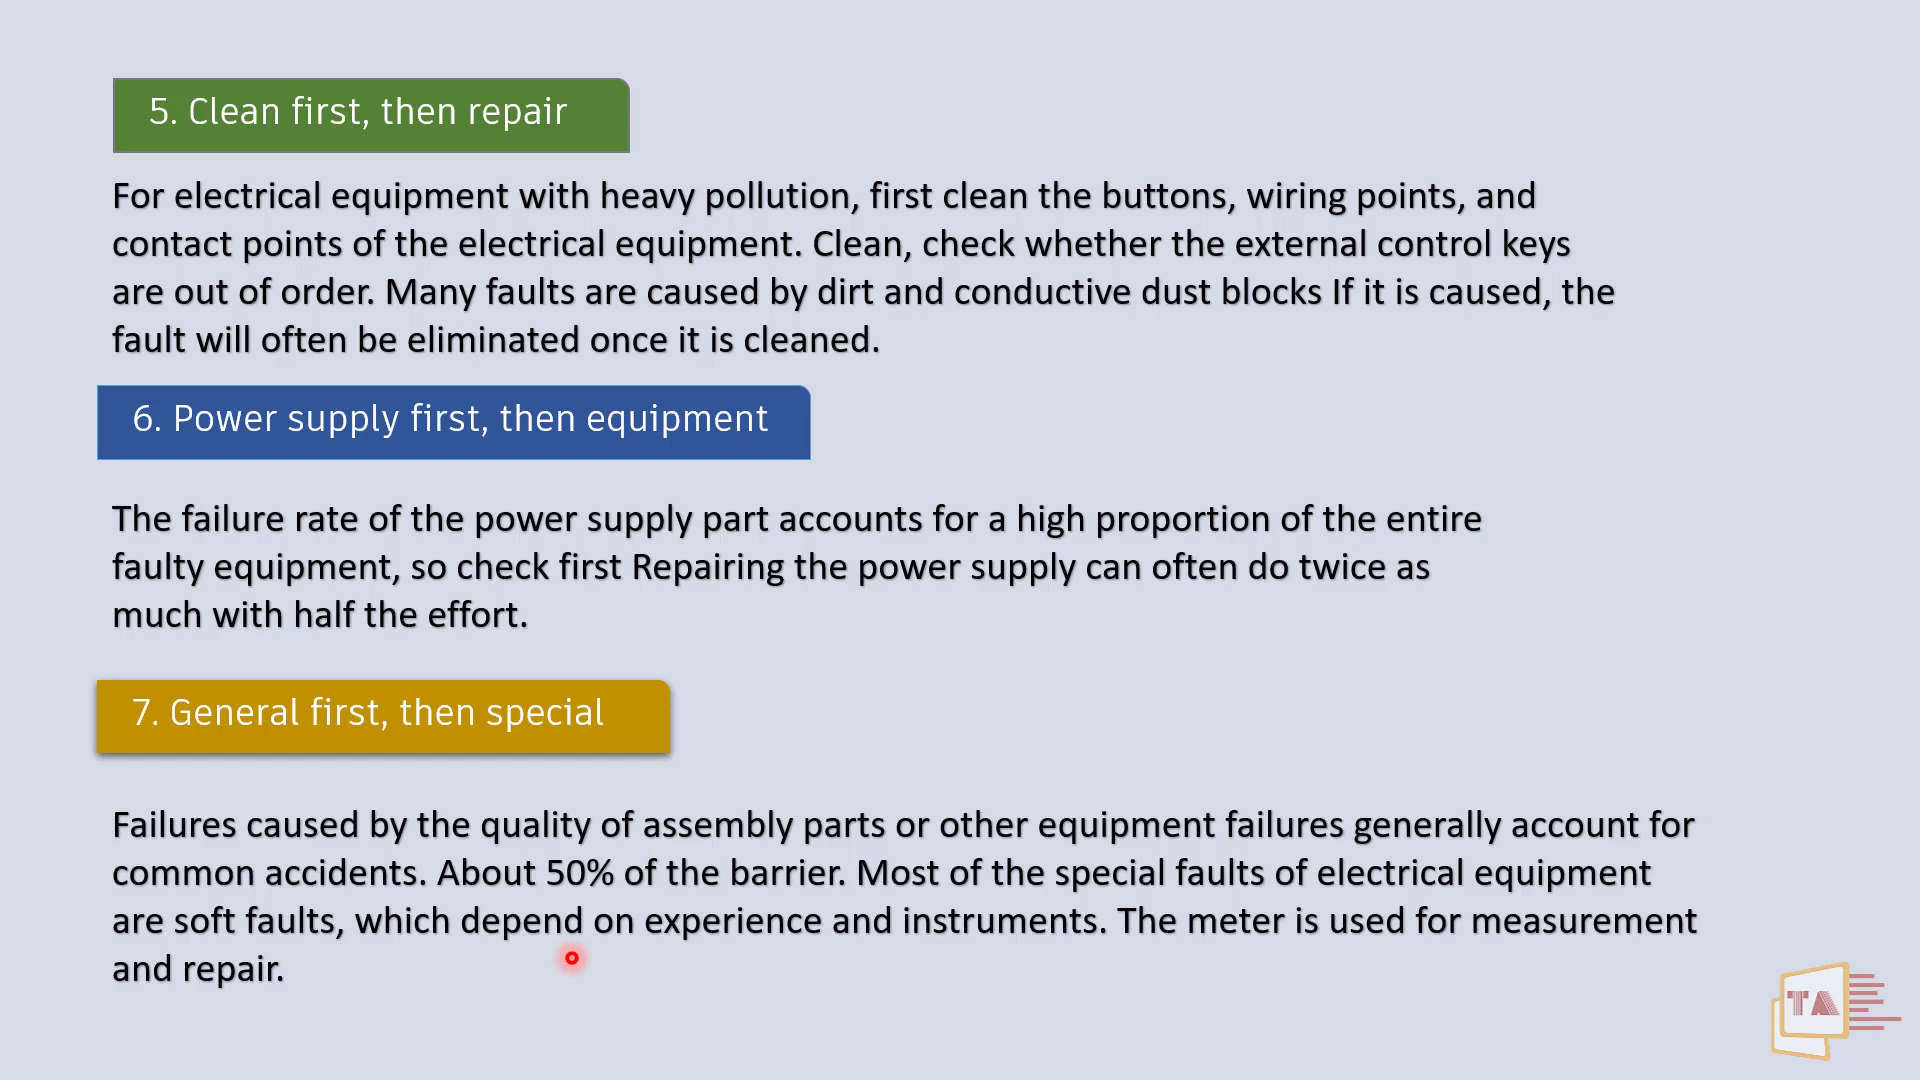 5. Clean first, then repair
For electrical equipment with heavy pollution, first clean the buttons, wiring points, and
contact points of the electrical equipment. Clean, check whether the external control keys
are out of order. Many faults are caused by dirt and conductive dust blocks If it is caused, the
fault will often be eliminated once it is cleaned.
6. Power supply first, then equipment
The failure rate of the power supply part accounts for a high proportion of the entire
faulty equipment, so check first Repairing the power supply can often do twice as
much with half the effort.
7. General first, then special
Failures caused by the quality of assembly parts or other equipment failures generally account for
common accidents. About 50% of the barrier. Most of the special faults of electrical equipment
are soft faults, which depend on experience and instruments. The meter is used for measurement
and repair.
TA